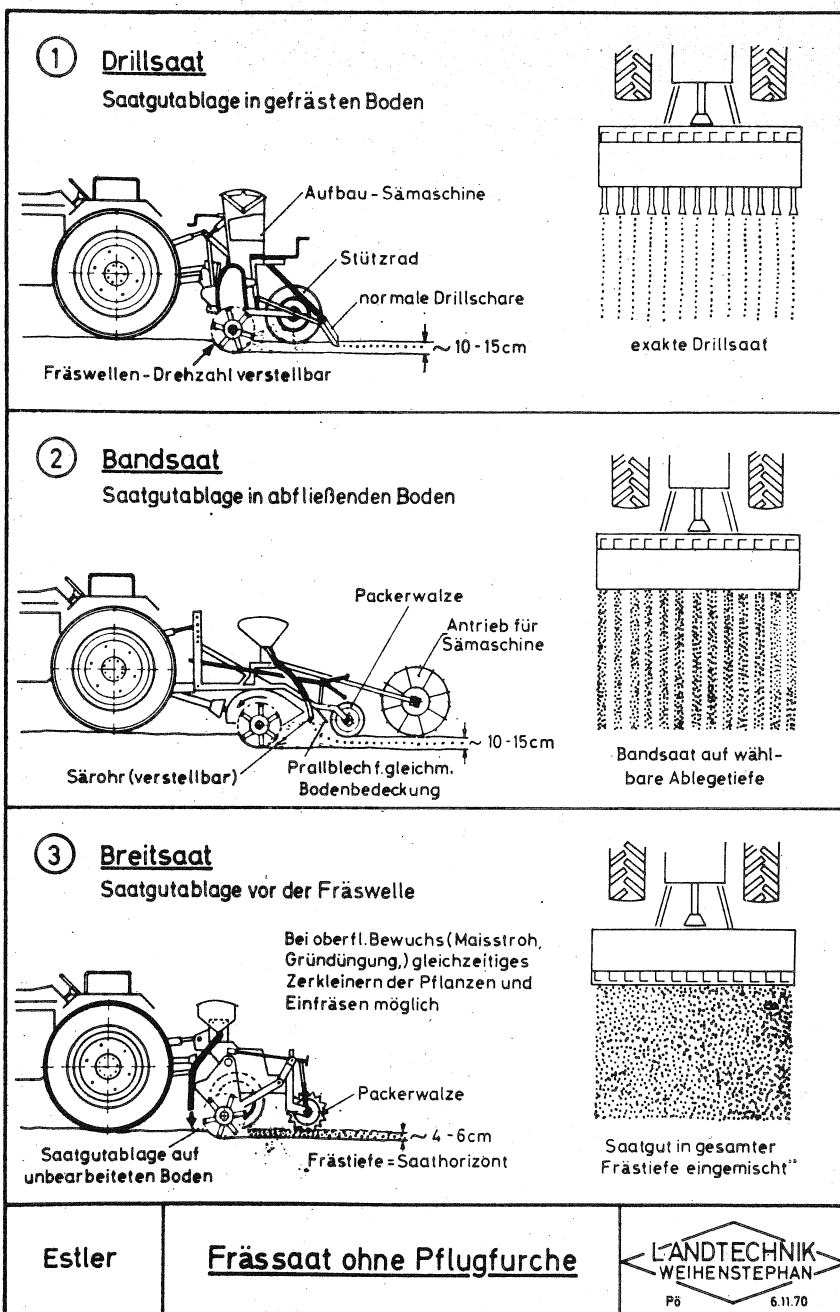 1 Drillsaat
Saatgutablage in gefrästen Boden
Aufbau-Sämaschine
Stützrad
normale Drillschare
~ 10-15cm
Fräswellen-Drehzahl verstellbar
exakte Drillsaat
2 Bandsaat
Saatgutablage in abfließenden Boden
Packerwalze
Antrieb für
Sämaschine
~ 10-15cm
Särohr (verstellbar)
Prallblech f. gleichm.
Bodenbedeckung
Bandsaat auf wähl-
bare Ablegetiefe
3 Breitsaat
Saatgutablage vor der Fräswelle
Bei oberfl. Bewuchs (Maisstroh,
Gründüngung,) gleichzeitiges
Zerkleinern der Pflanzen und
Einfräsen möglich
Packerwalze
~ 4-6cm
Saatgutablage auf
unbearbeiteten Boden
Frästiefe = Saathorizont
Saatgut in gesamter
Frästiefe eingemischt
Estler
Frässaat ohne Pflugfurche
LANDTECHNIK
WEIHENSTEPHAN
Pö 6.11.70